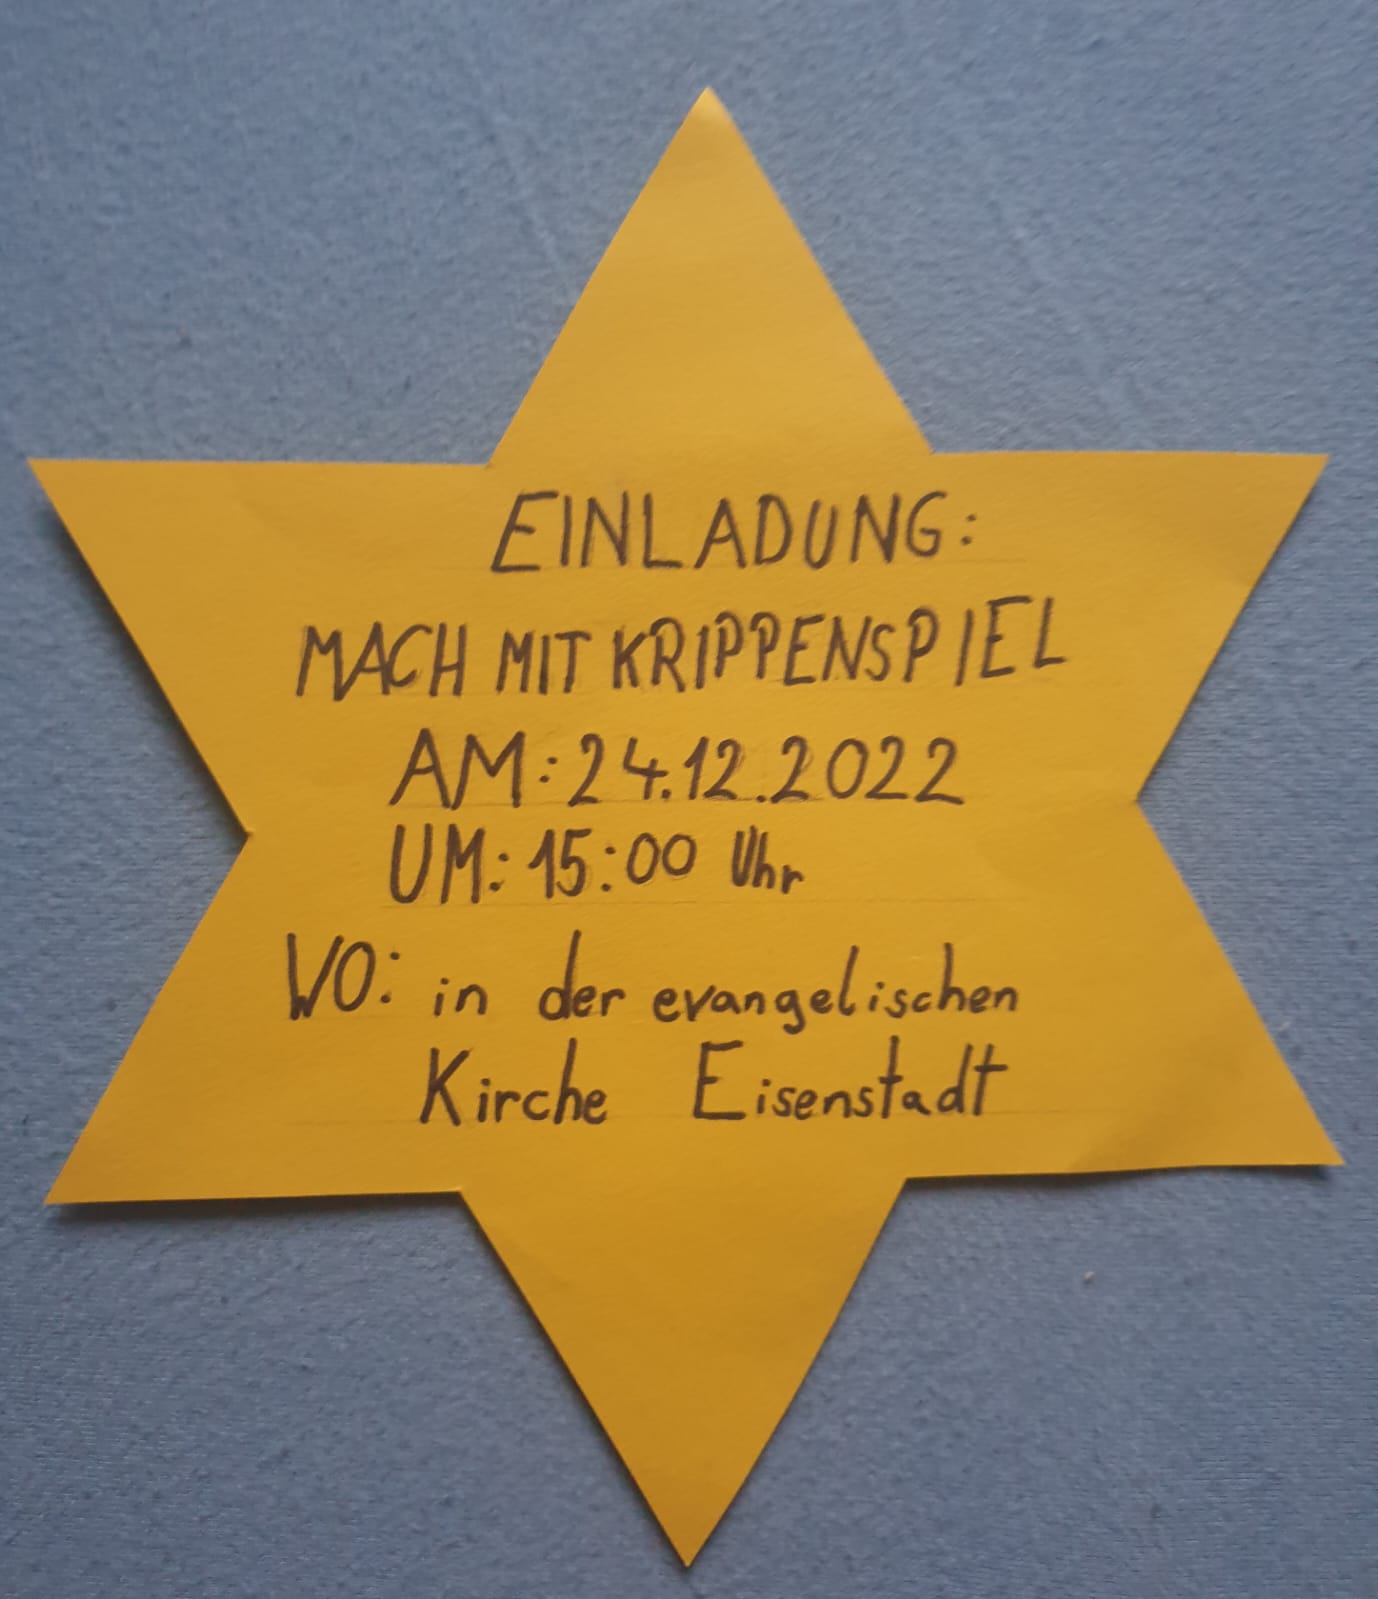 EINLADUNG:
MACH MIT KRIPPENSPIEL
AM: 24.12.2022
UM: 15:00 Uhr
WO: in der evangelischen
Kirche Eisenstadt